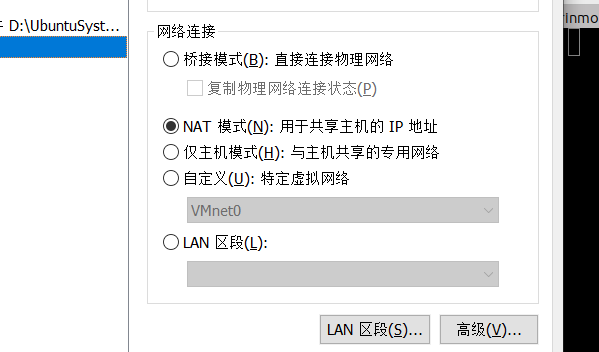 D:\UbuntuSyst...
网络连接
桥接模式(B): 直接连接物理网络
复制物理网络连接状态(P)
NAT 模式(N): 用于共享主机的 IP 地址
仅主机模式(H): 与主机共享的专用网络
自定义(U): 特定虚拟网络
VMnet0
LAN 区段(L):
LAN 区段(S)...
高级(V)...